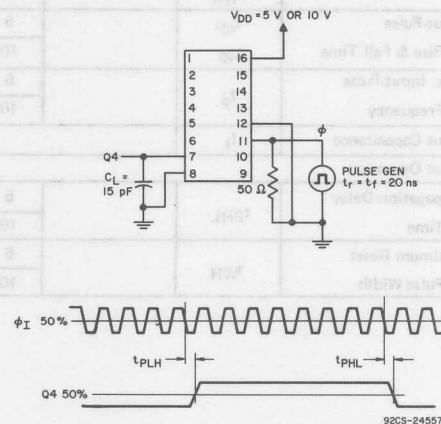 VDD = 5 V OR 10 V
1 16
2 15
3 14
4 13
5 12
6 11
7 10
8 9
Q4
CL =
15 pF
50 Ω
ϕ
PULSE GEN
tr = tf = 20 ns
ϕI 50%
tPLH
tPHL
Q4 50%
92CS-24557